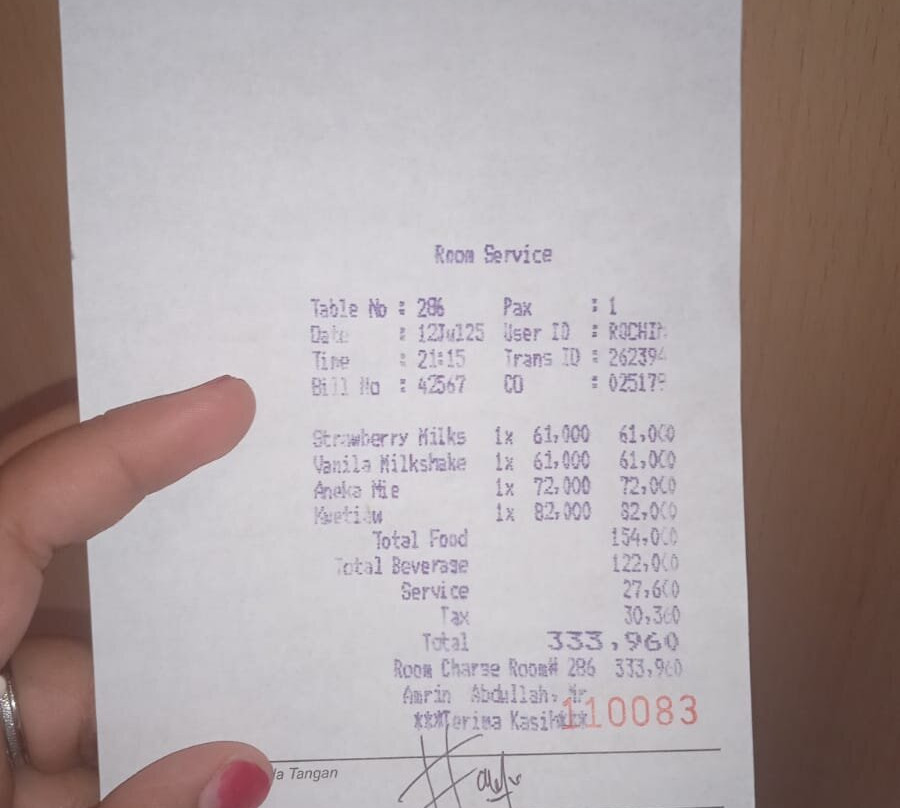 Room Service
Table No : 286 Pax : 1
Date : 12Jul25 User ID : ROCHIM
Time : 21:15 Trans ID : 262394
Bill No : 42567 CO : 025179
Strawberry Milks 1x 61,000 61,000
Vanila Milkshake 1x 61,000 61,000
Aneka Mie 1x 72,000 72,000
Kwetiaw 1x 82,000 82,000
Total Food 154,000
Total Beverage 122,000
Service 27,600
Tax 30,360
Total 333,960
Room Charge Room# 286 333,960
Amrin Abdullah, Mr
***Terima Kasih***
110083
da Tangan